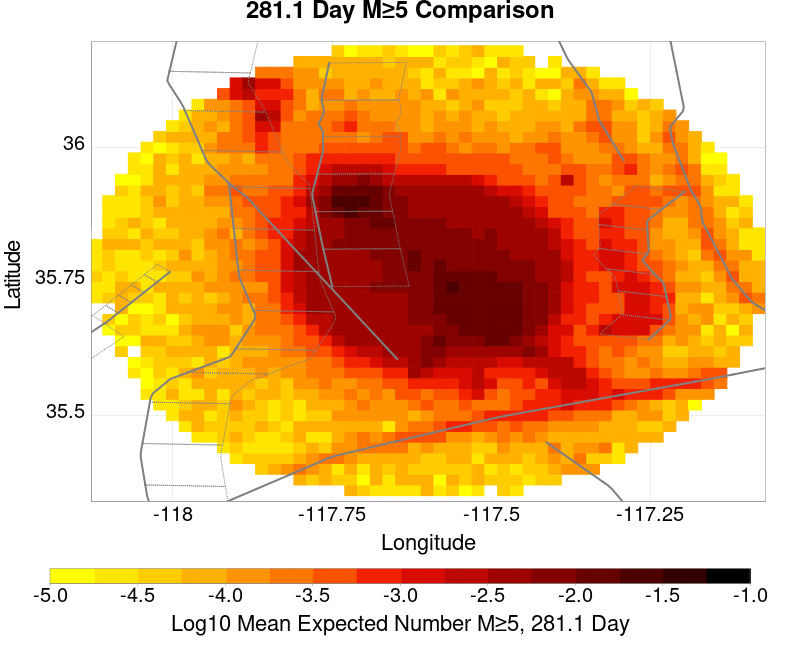 281.1 Day M≥5 Comparison
36
35.75
35.5
Latitude
-118 -117.75 -117.5 -117.25
Longitude
-5.0 -4.5 -4.0 -3.5 -3.0 -2.5 -2.0 -1.5 -1.0
Log10 Mean Expected Number M≥5, 281.1 Day